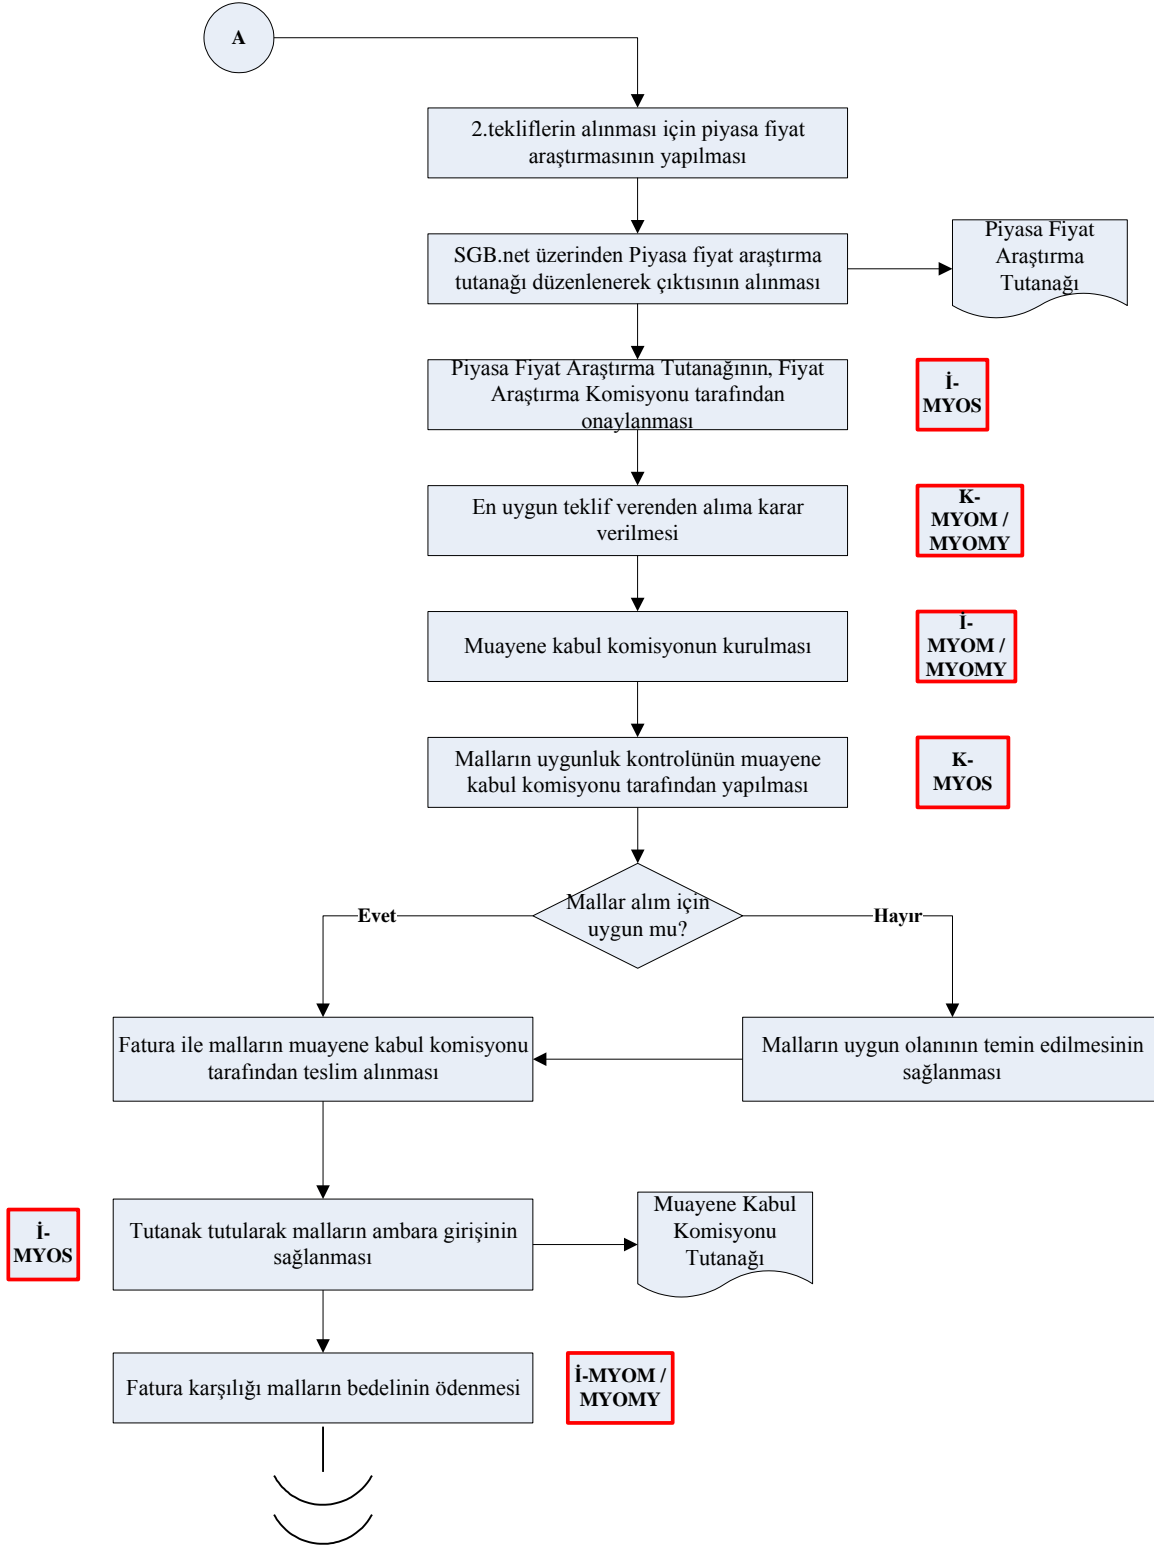 A
2.tekliflerin alınması için piyasa fiyat
araştırmasının yapılması
SGB.net üzerinden Piyasa fiyat araştırma
tutanağı düzenlenerek çıktısının alınması
Piyasa Fiyat
Araştırma
Tutanağı
Piyasa Fiyat Araştırma Tutanağının, Fiyat
Araştırma Komisyonu tarafından
onaylanması
İ-
MYOS
En uygun teklif verenden alıma karar
verilmesi
K-
MYOM /
MYOMY
Muayene kabul komisyonun kurulması
İ-
MYOM /
MYOMY
Malların uygunluk kontrolünün muayene
kabul komisyonu tarafından yapılması
K-
MYOS
Mallar alım için
uygun mu?
Evet
Hayır
Fatura ile malların muayene kabul komisyonu
tarafından teslim alınması
Malların uygun olanının temin edilmesinin
sağlanması
İ-
MYOS
Tutanak tutularak malların ambara girişinin
sağlanması
Muayene Kabul
Komisyonu
Tutanağı
Fatura karşılığı malların bedelinin ödenmesi
İ-MYOM /
MYOMY